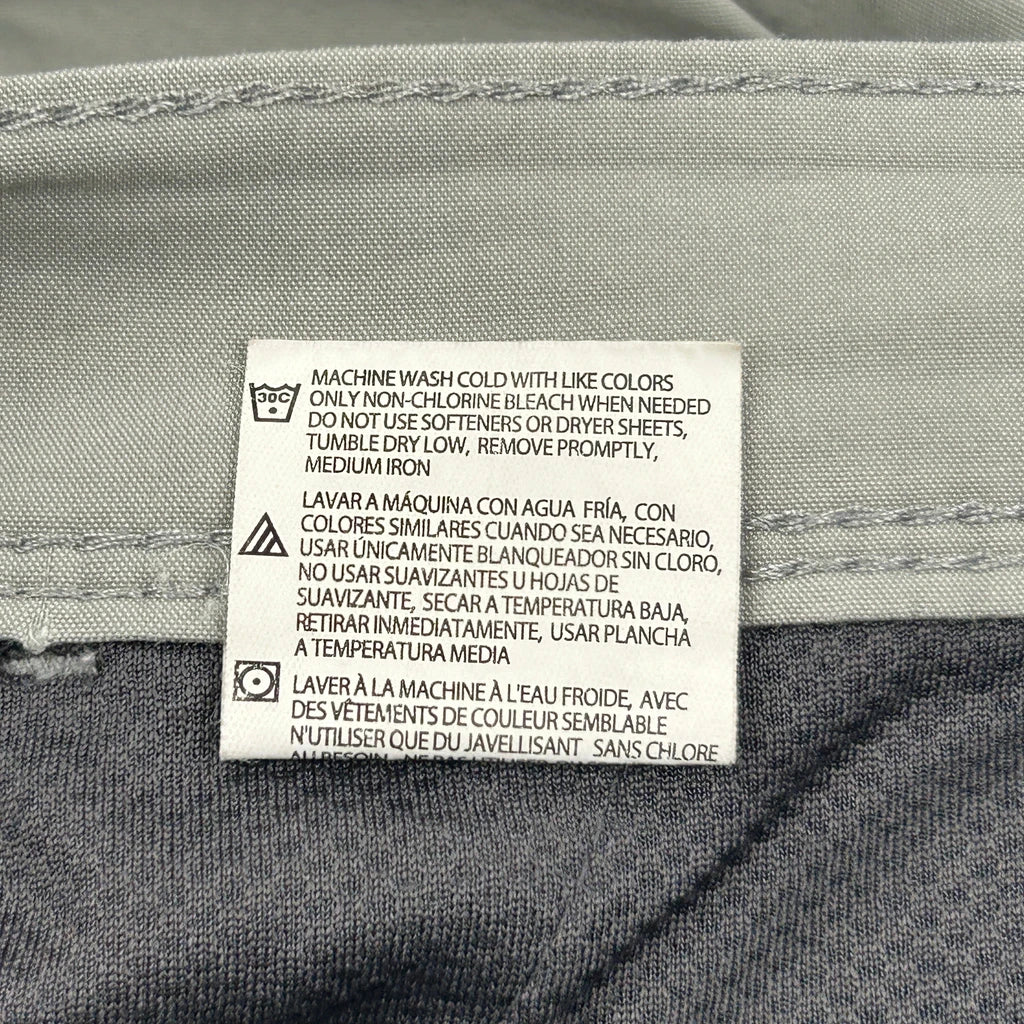 30C
MACHINE WASH COLD WITH LIKE COLORS
ONLY NON-CHLORINE BLEACH WHEN NEEDED
DO NOT USE SOFTENERS OR DRYER SHEETS,
TUMBLE DRY LOW, REMOVE PROMPTLY,
MEDIUM IRON
LAVAR A MÁQUINA CON AGUA FRÍA, CON
COLORES SIMILARES CUANDO SEA NECESARIO,
USAR ÚNICAMENTE BLANQUEADOR SIN CLORO,
NO USAR SUAVIZANTES U HOJAS DE
SUAVIZANTE, SECAR A TEMPERATURA BAJA,
RETIRAR INMEDIATAMENTE, USAR PLANCHA
A TEMPERATURA MEDIA
LAVER À LA MACHINE À L'EAU FROIDE, AVEC
DES VÊTEMENTS DE COULEUR SEMBLABLE
N'UTILISER QUE DU JAVELLISANT SANS CHLORE
AU BESOIN